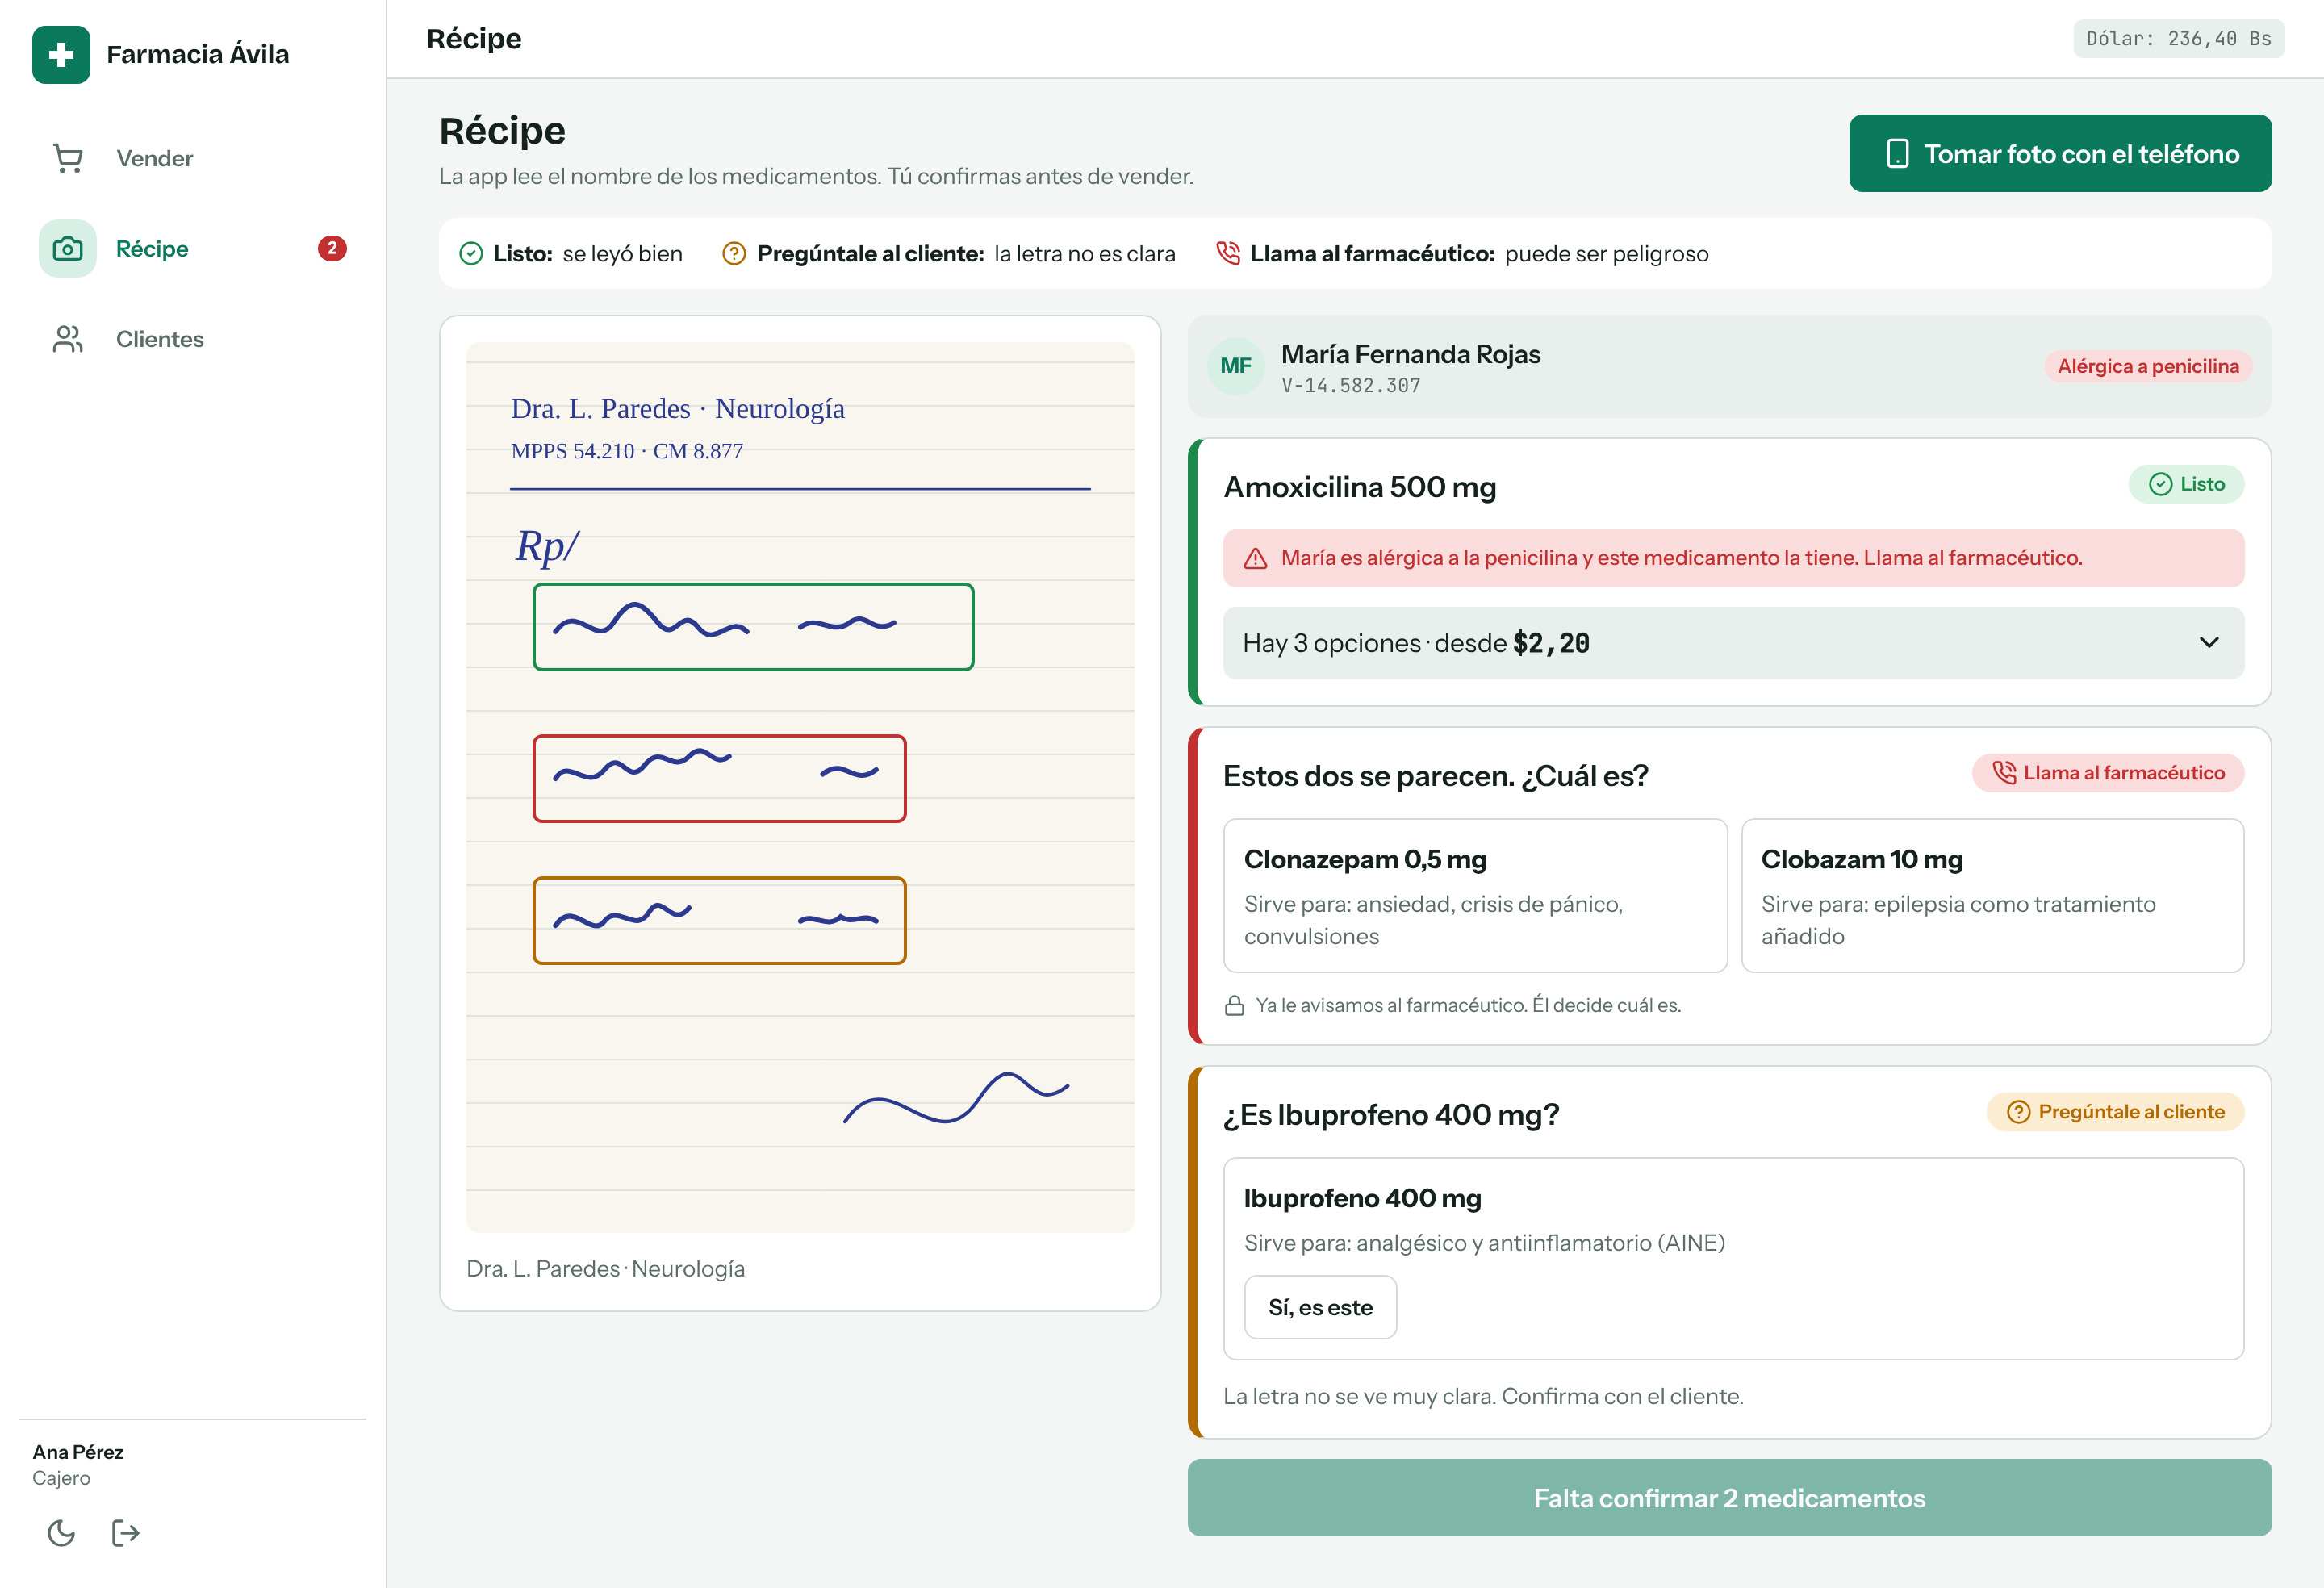 Farmacia Ávila
Vender
Récipe
2
Clientes
Ana Pérez
Cajero
Récipe
Dólar: 236,40 Bs
Récipe
La app lee el nombre de los medicamentos. Tú confirmas antes de vender.
Tomar foto con el teléfono
Listo: se leyó bien
Pregúntale al cliente: la letra no es clara
Llama al farmacéutico: puede ser peligroso
Dra. L. Paredes · Neurología
MPPS 54.210 · CM 8.877
Rp/
Dra. L. Paredes · Neurología
MF
María Fernanda Rojas
V-14.582.307
Alérgica a penicilina
Amoxicilina 500 mg
Listo
María es alérgica a la penicilina y este medicamento la tiene. Llama al farmacéutico.
Hay 3 opciones · desde $2,20
Estos dos se parecen. ¿Cuál es?
Llama al farmacéutico
Clonazepam 0,5 mg
Sirve para: ansiedad, crisis de pánico,
convulsiones
Clobazam 10 mg
Sirve para: epilepsia como tratamiento
añadido
Ya le avisamos al farmacéutico. Él decide cuál es.
¿Es Ibuprofeno 400 mg?
Pregúntale al cliente
Ibuprofeno 400 mg
Sirve para: analgésico y antiinflamatorio (AINE)
Sí, es este
La letra no se ve muy clara. Confirma con el cliente.
Falta confirmar 2 medicamentos